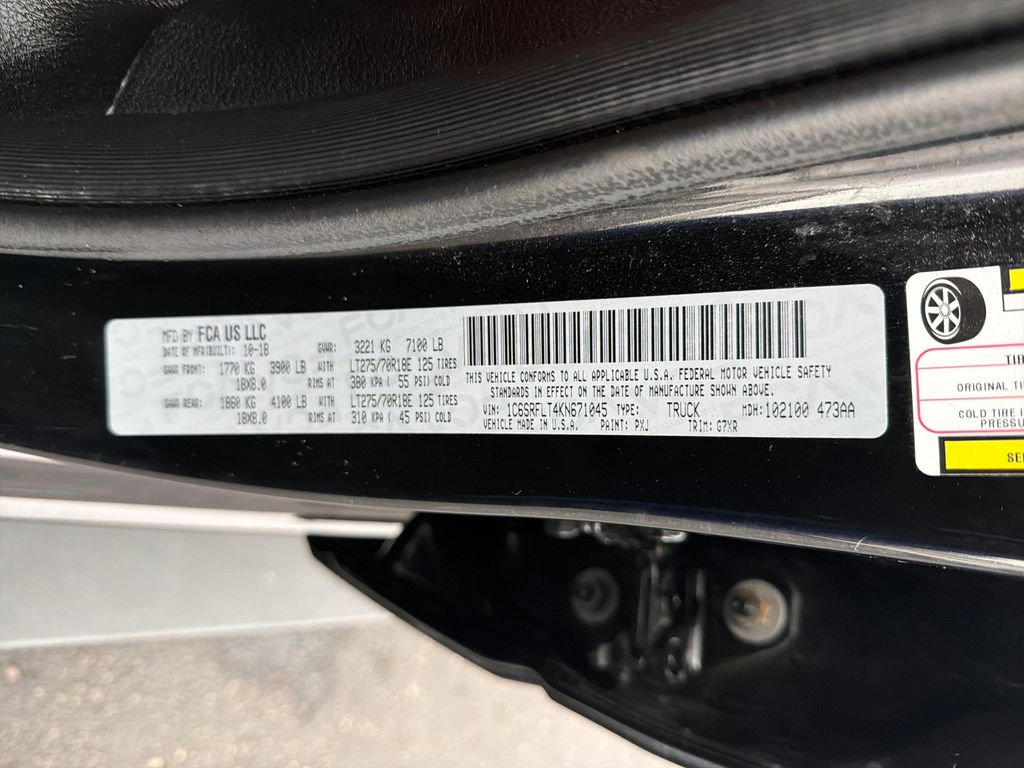 MFD BY FCA US LLC
DATE OF MFR(BUILT): 10-18 GVWR: 3221 KG 7100 LB
GAWR FRONT: 1770 KG 3900 LB WITH LT275/70R18E 125 TIRES
18X8.0 RIMS AT 380 KPA ( 55 PSI) COLD
GAWR REAR: 1860 KG 4100 LB WITH LT275/70R18E 125 TIRES
18X8.0 RIMS AT 310 KPA ( 45 PSI) COLD
THIS VEHICLE CONFORMS TO ALL APPLICABLE U.S.A. FEDERAL MOTOR VEHICLE SAFETY
STANDARDS IN EFFECT ON THE DATE OF MANUFACTURE SHOWN ABOVE.
VIN: 1C6SRFLT4KN671045 TYPE: TRUCK MDH:102100 473AA
VEHICLE MADE IN U.S.A. PAINT: PXJ TRIM: G7XR
TIR
ORIGINAL TI
PRESSU
SE